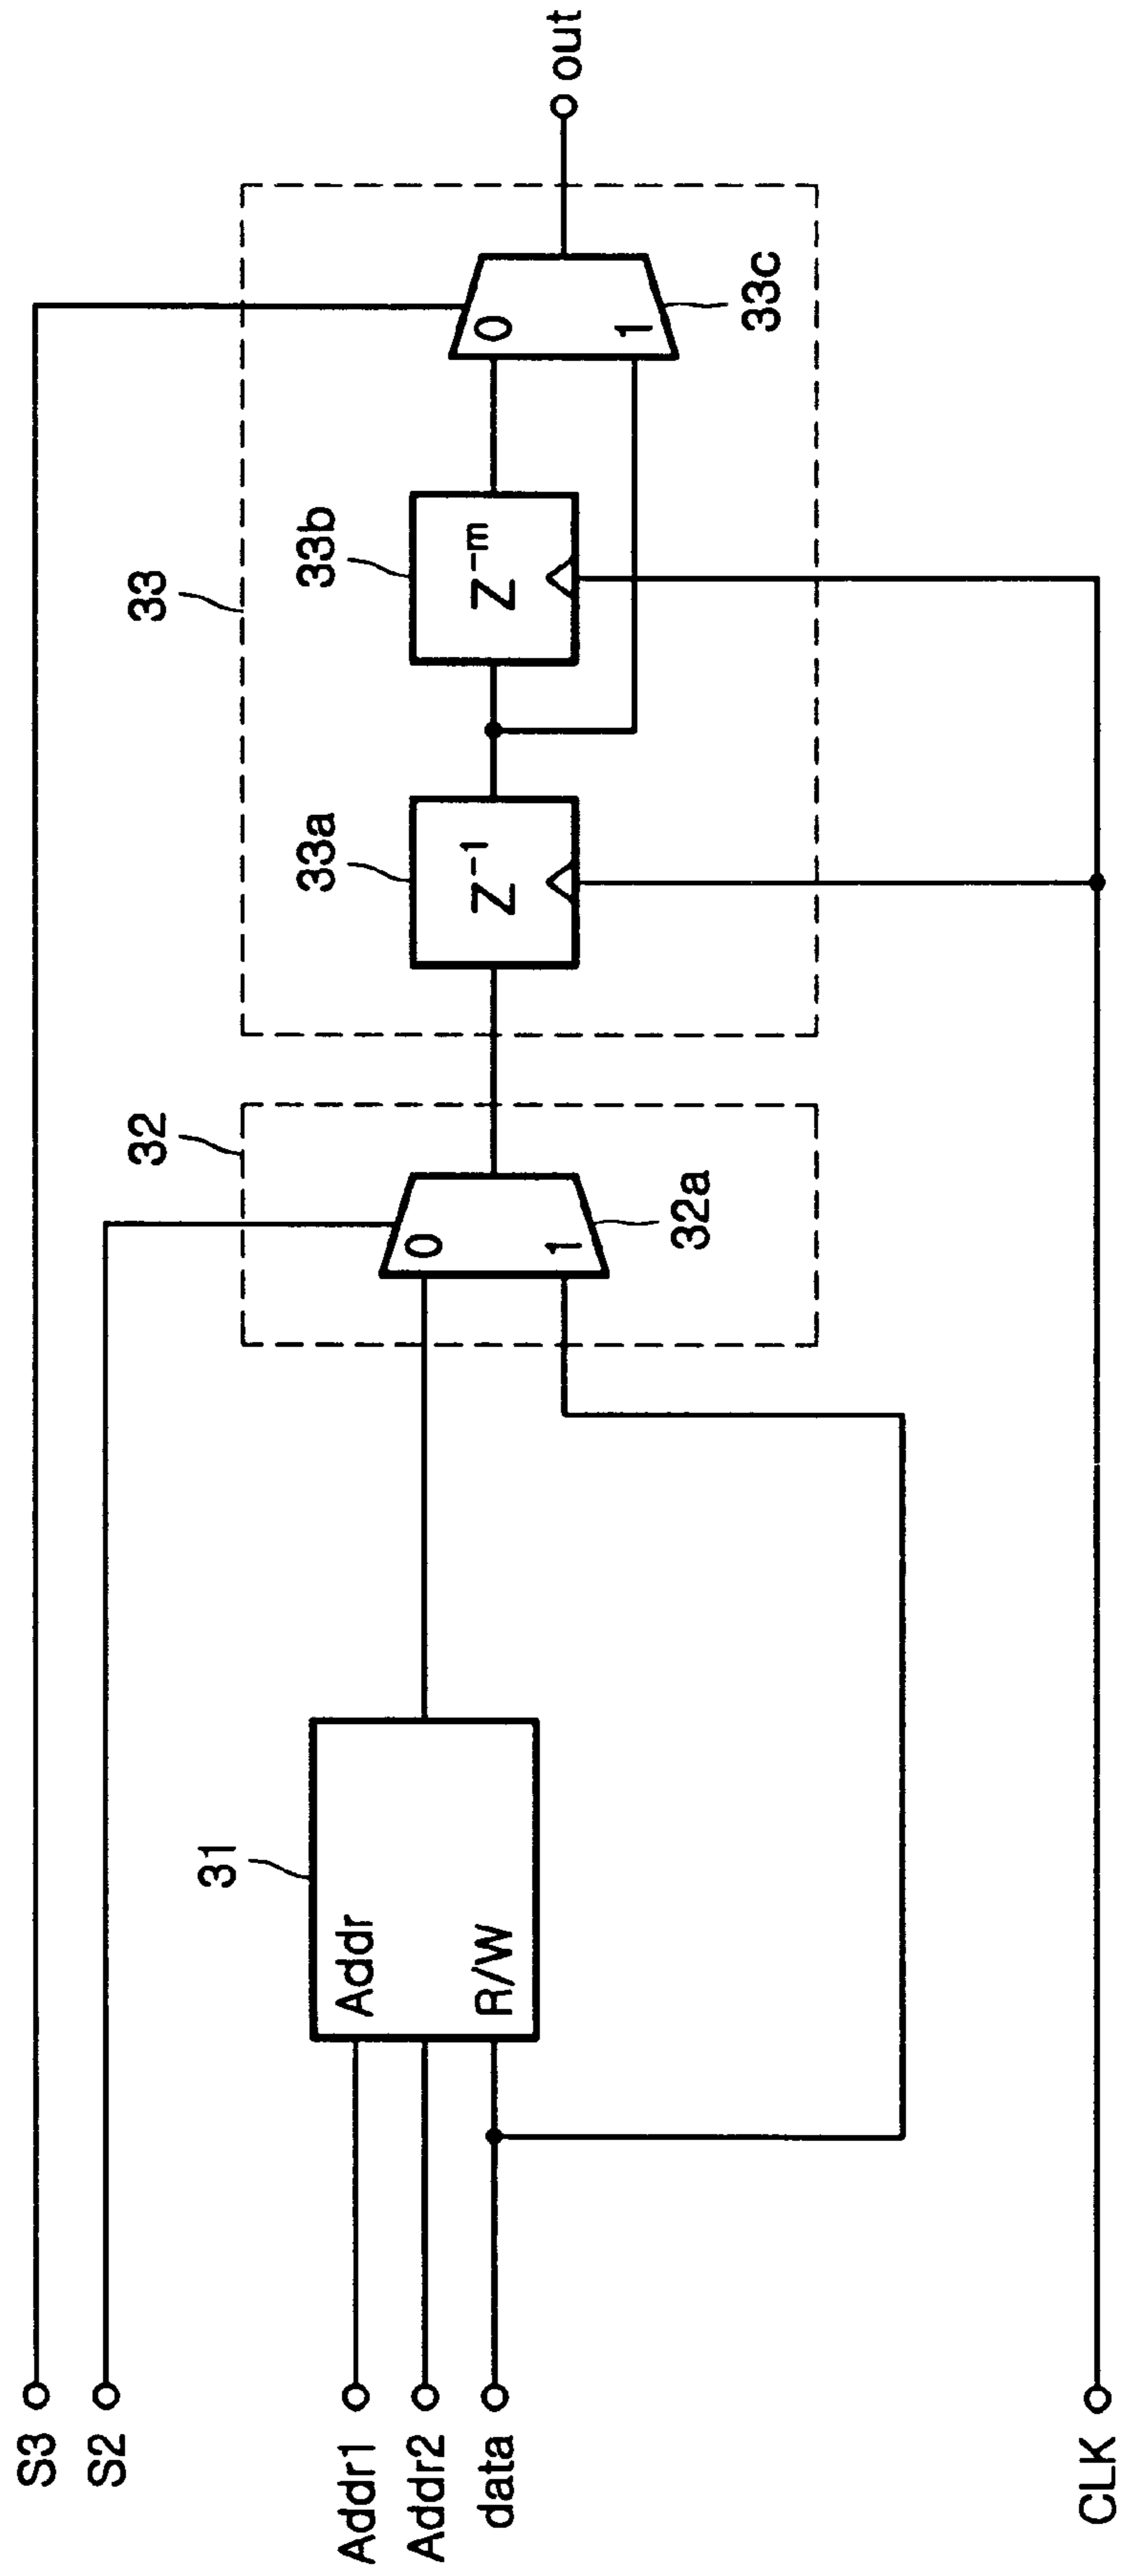 S3
S2
Addr1
Addr2
data
CLK
31
Addr
R/W
32
0
1
32a
33
33a
Z⁻¹
33b
Z⁻ᵐ
0
1
33c
out